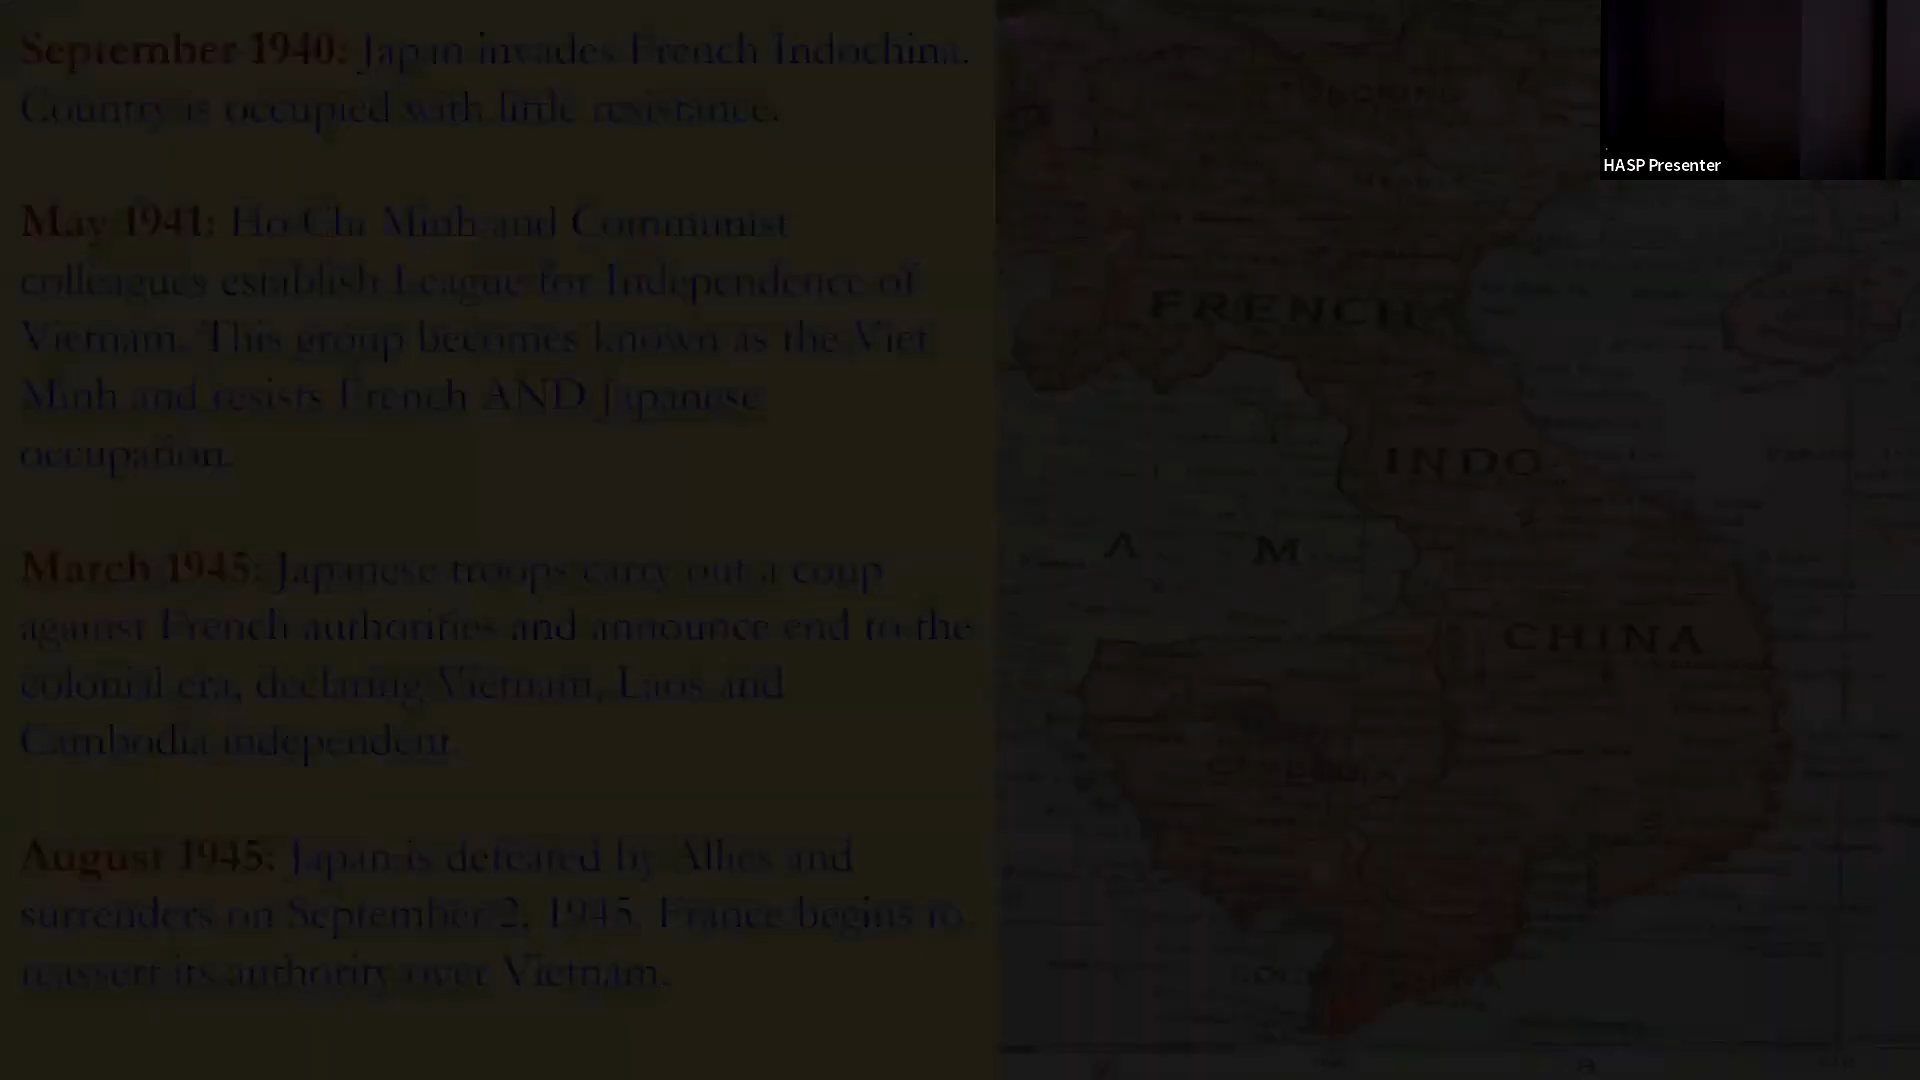 September 1940: Japan invades French Indochina.
Country is occupied with little resistance.
May 1941: Ho Chi Minh and Communist
colleagues establish League for Independence of
Vietnam. This group becomes known as the Viet
Minh and resists French AND Japanese
occupation.
March 1945: Japanese troops carry out a coup
against French authorities and announce end to the
colonial era, declaring Vietnam, Laos and
Cambodia independent.
August 1945: Japan is defeated by Allies and
surrenders on September 2, 1945. France begins to
reassert its authority over Vietnam.
HASP Presenter
FRENCH
INDO
A M
CHINA